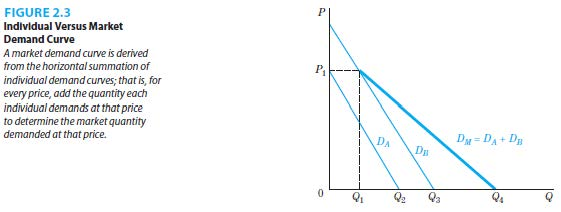 FIGURE 2.3
Individual Versus Market
Demand Curve
A market demand curve is derived
from the horizontal summation of
individual demand curves; that is, for
every price, add the quantity each
individual demands at that price
to determine the market quantity
demanded at that price.
P
P1
DA
DB
DM = DA + DB
0
Q1
Q2
Q3
Q4
Q